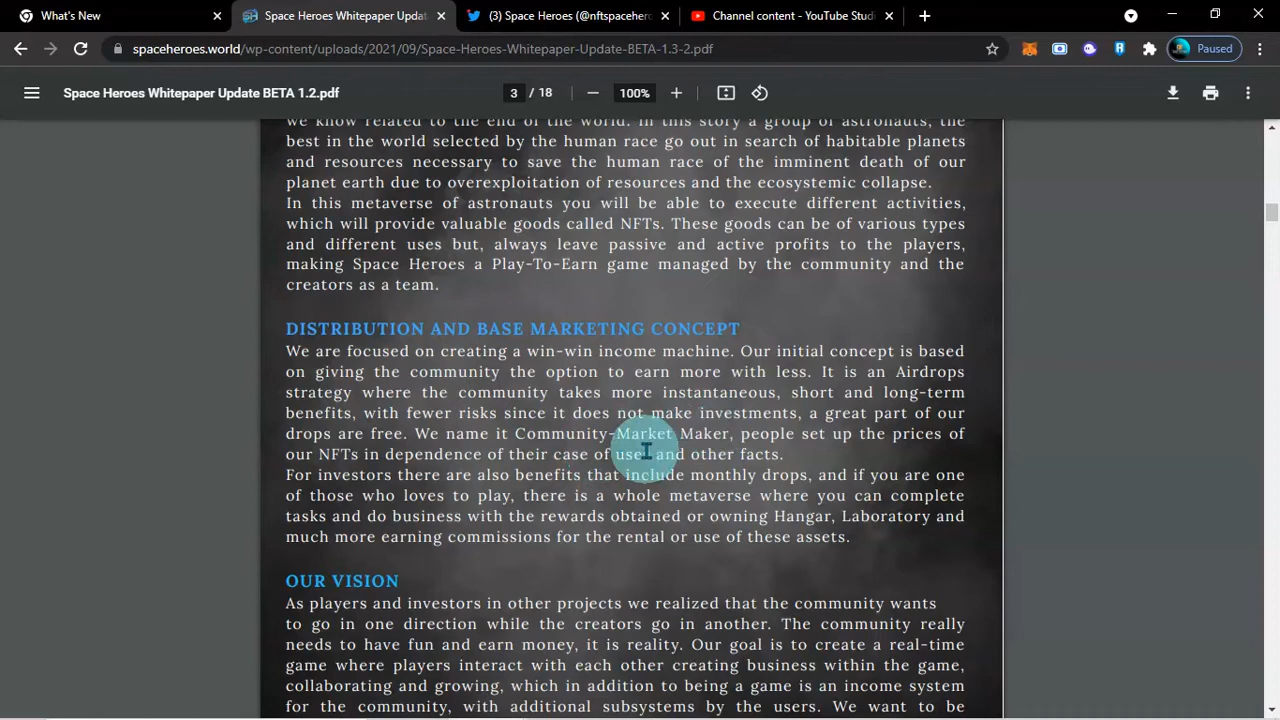 What's New
Space Heroes Whitepaper Updat
(3) Space Heroes (@nftspacehero
Channel content - YouTube Studi
spaceheroes.world/wp-content/uploads/2021/09/Space-Heroes-Whitepaper-Update-BETA-1.3-2.pdf
Paused
Space Heroes Whitepaper Update BETA 1.2.pdf
3 / 18
100%
we know related to the end of the world. In this story a group of astronauts, the
best in the world selected by the human race go out in search of habitable planets
and resources necessary to save the human race of the imminent death of our
planet earth due to overexploitation of resources and the ecosystemic collapse.
In this metaverse of astronauts you will be able to execute different activities,
which will provide valuable goods called NFTs. These goods can be of various types
and different uses but, always leave passive and active profits to the players,
making Space Heroes a Play-To-Earn game managed by the community and the
creators as a team.
DISTRIBUTION AND BASE MARKETING CONCEPT
We are focused on creating a win-win income machine. Our initial concept is based
on giving the community the option to earn more with less. It is an Airdrops
strategy where the community takes more instantaneous, short and long-term
benefits, with fewer risks since it does not make investments, a great part of our
drops are free. We name it Community-Market Maker, people set up the prices of
our NFTs in dependence of their case of use, and other facts.
For investors there are also benefits that include monthly drops, and if you are one
of those who loves to play, there is a whole metaverse where you can complete
tasks and do business with the rewards obtained or owning Hangar, Laboratory and
much more earning commissions for the rental or use of these assets.
OUR VISION
As players and investors in other projects we realized that the community wants
to go in one direction while the creators go in another. The community really
needs to have fun and earn money, it is reality. Our goal is to create a real-time
game where players interact with each other creating business within the game,
collaborating and growing, which in addition to being a game is an income system
for the community, with additional subsystems by the users. We want to be